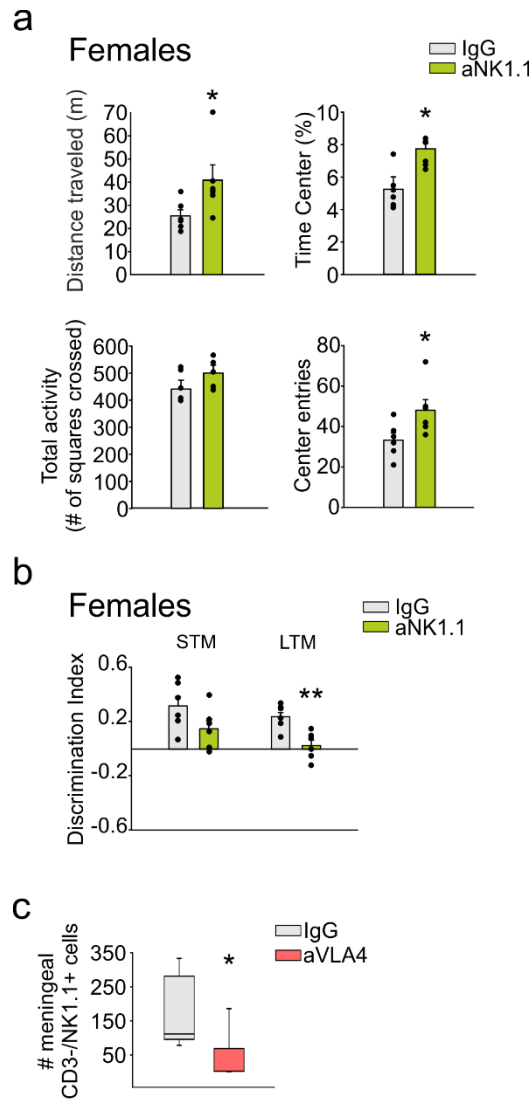 a
Females
IgG
aNK1.1
Distance traveled (m)
70
60
50
40
30
20
10
0
*
Time Center (%)
10
8
6
4
2
0
*
Total activity
(# of squares crossed)
600
500
400
300
200
100
0
Center entries
80
60
40
20
0
*
b
Females
IgG
aNK1.1
STM
LTM
Discrimination Index
0.6
0.2
-0.2
-0.6
**
c
IgG
aVLA4
# meningeal
CD3-/NK1.1+ cells
350
250
150
50
*